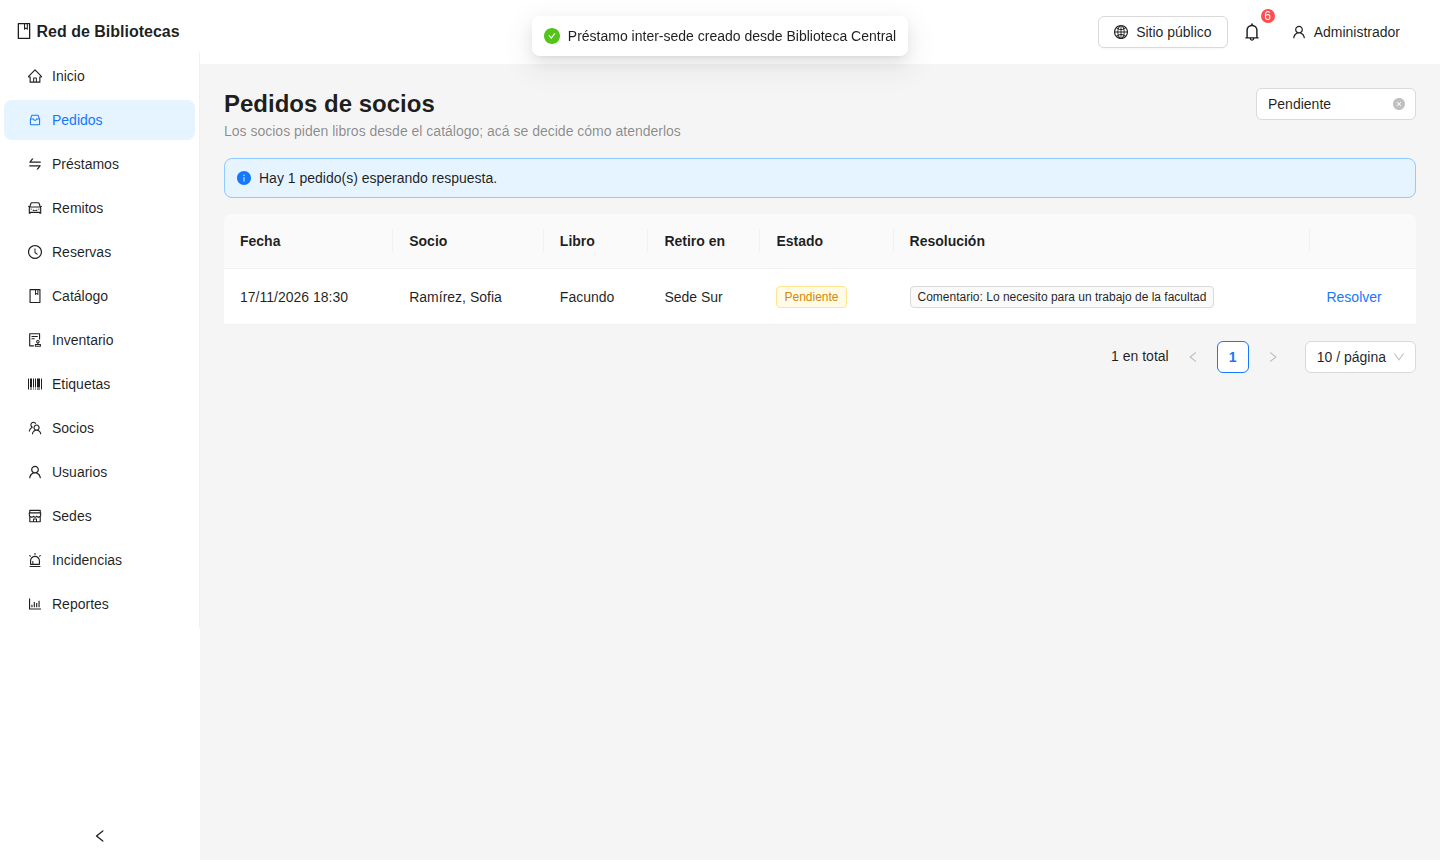 Red de Bibliotecas
Préstamo inter-sede creado desde Biblioteca Central
Sitio público
6
Administrador
Inicio
Pedidos
Préstamos
Remitos
Reservas
Catálogo
Inventario
Etiquetas
Socios
Usuarios
Sedes
Incidencias
Reportes
Pedidos de socios
Pendiente
Los socios piden libros desde el catálogo; acá se decide cómo atenderlos
Hay 1 pedido(s) esperando respuesta.
Fecha Socio Libro Retiro en Estado Resolución
17/11/2026 18:30 Ramírez, Sofia Facundo Sede Sur Pendiente Comentario: Lo necesito para un trabajo de la facultad Resolver
1 en total 1 10 / página